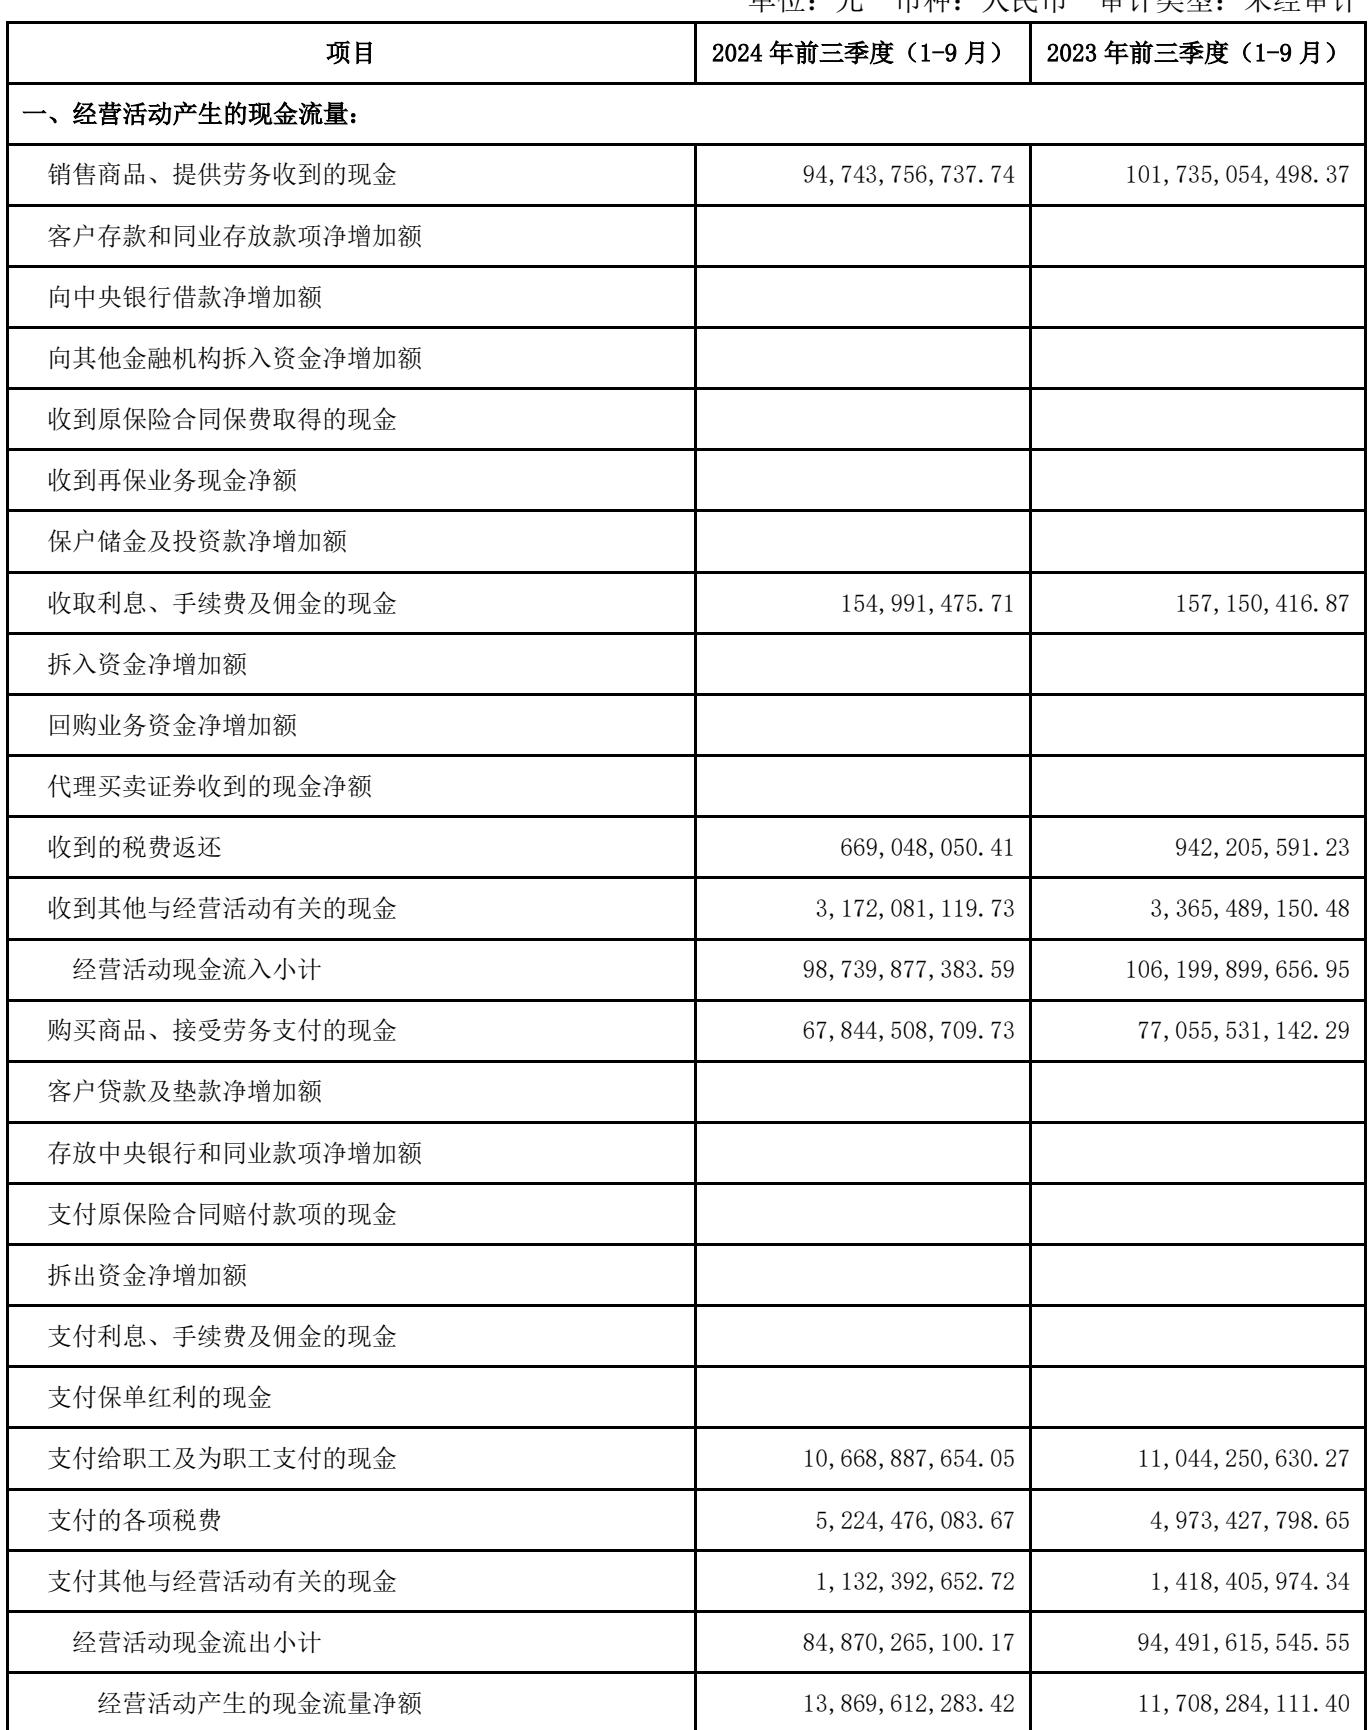 单位：元 币种：人民币 审计类型：未经审计
项目 2024 年前三季度（1-9 月） 2023 年前三季度（1-9 月）
一、经营活动产生的现金流量：
销售商品、提供劳务收到的现金 94,743,756,737.74 101,735,054,498.37
客户存款和同业存放款项净增加额
向中央银行借款净增加额
向其他金融机构拆入资金净增加额
收到原保险合同保费取得的现金
收到再保业务现金净额
保户储金及投资款净增加额
收取利息、手续费及佣金的现金 154,991,475.71 157,150,416.87
拆入资金净增加额
回购业务资金净增加额
代理买卖证券收到的现金净额
收到的税费返还 669,048,050.41 942,205,591.23
收到其他与经营活动有关的现金 3,172,081,119.73 3,365,489,150.48
经营活动现金流入小计 98,739,877,383.59 106,199,899,656.95
购买商品、接受劳务支付的现金 67,844,508,709.73 77,055,531,142.29
客户贷款及垫款净增加额
存放中央银行和同业款项净增加额
支付原保险合同赔付款项的现金
拆出资金净增加额
支付利息、手续费及佣金的现金
支付保单红利的现金
支付给职工及为职工支付的现金 10,668,887,654.05 11,044,250,630.27
支付的各项税费 5,224,476,083.67 4,973,427,798.65
支付其他与经营活动有关的现金 1,132,392,652.72 1,418,405,974.34
经营活动现金流出小计 84,870,265,100.17 94,491,615,545.55
经营活动产生的现金流量净额 13,869,612,283.42 11,708,284,111.40